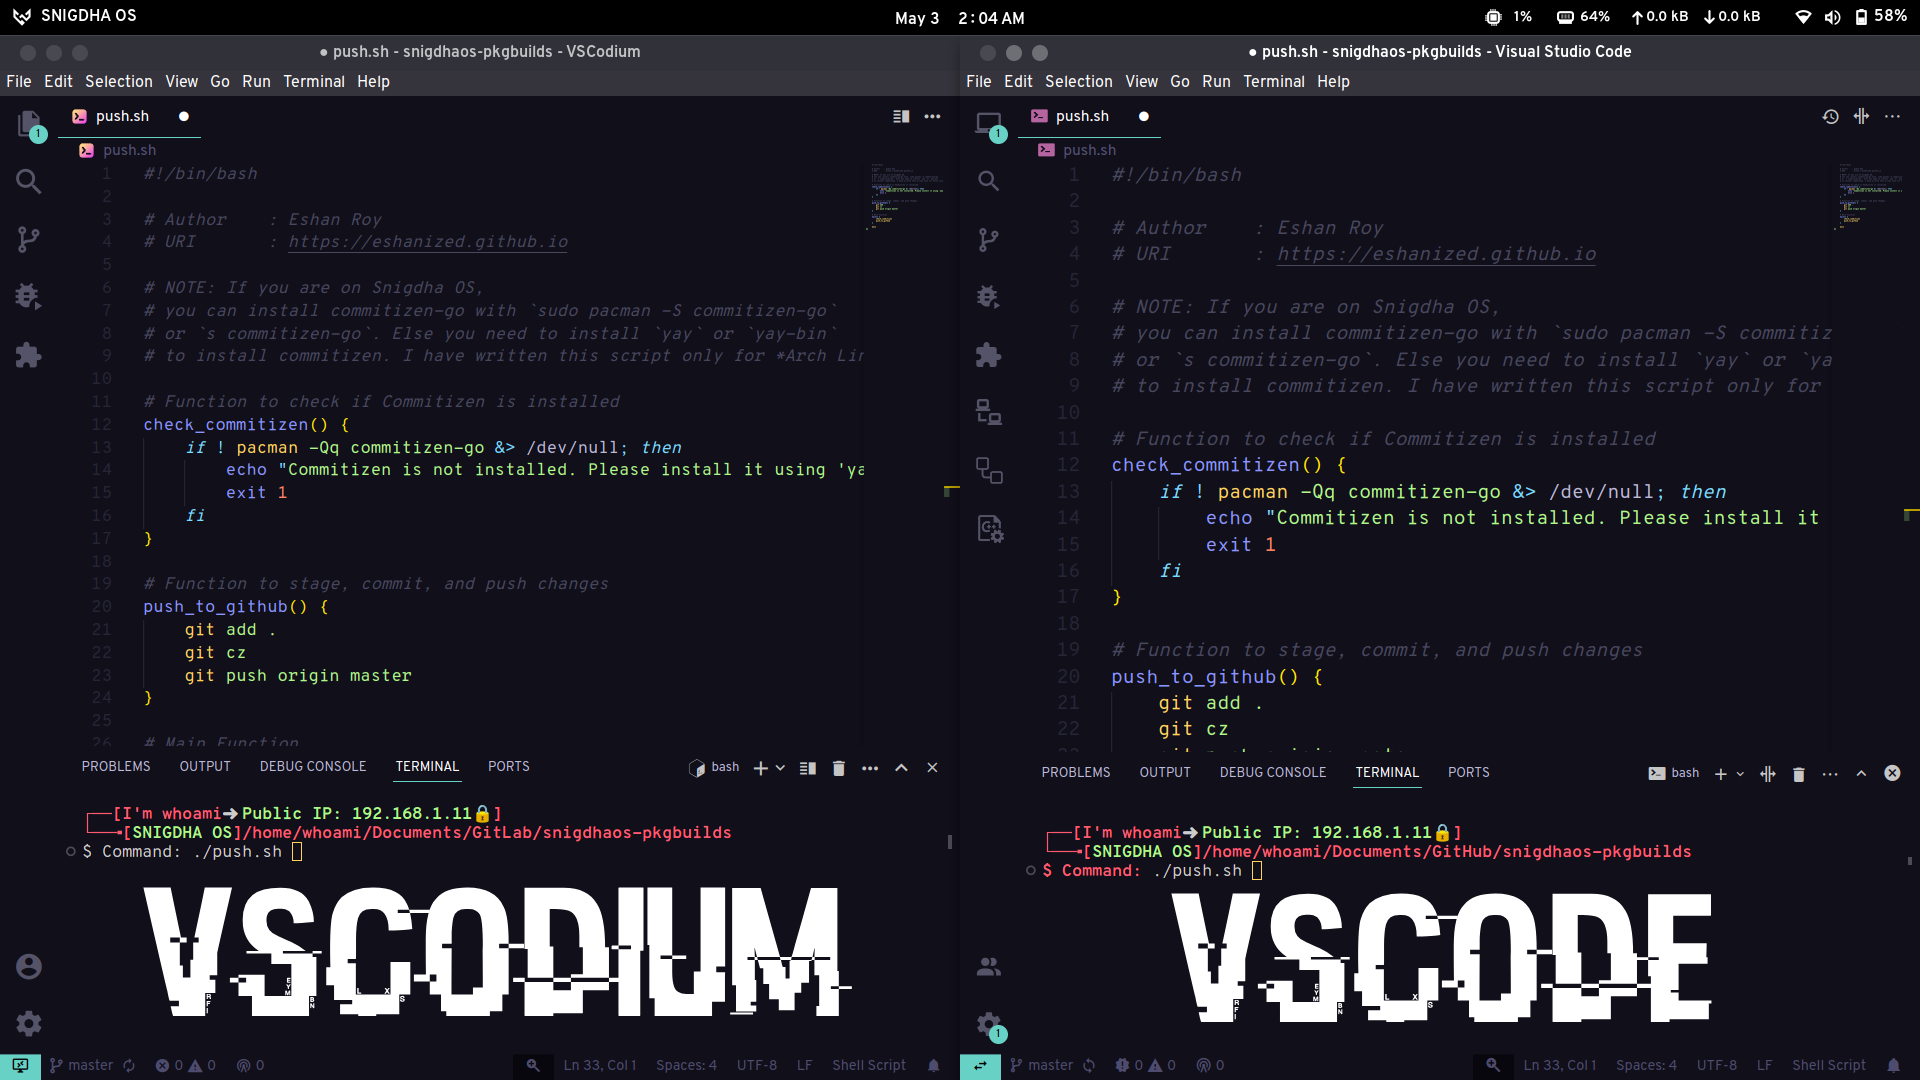 SNIGDHA OS
May 3 2:04 AM
1% 64% 0.0 kB 0.0 kB 58%
● push.sh - snigdhaos-pkgbuilds - VSCodium
File Edit Selection View Go Run Terminal Help
1
push.sh
push.sh
1 #!/bin/bash
2
3 # Author    : Eshan Roy
4 # URI       : https://eshanized.github.io
5
6 # NOTE: If you are on Snigdha OS,
7 # you can install commitizen-go with `sudo pacman -S commitizen-go`
8 # or `s commitizen-go`. Else you need to install `yay` or `yay-bin`
9 # to install commitizen. I have written this script only for *Arch Lin
10
11 # Function to check if Commitizen is installed
12 check_commitizen() {
13     if ! pacman -Qq commitizen-go &> /dev/null; then
14         echo "Commitizen is not installed. Please install it using 'ya
15         exit 1
16     fi
17 }
18
19 # Function to stage, commit, and push changes
20 push_to_github() {
21     git add .
22     git cz
23     git push origin master
24 }
25
26 # Main Function
PROBLEMS OUTPUT DEBUG CONSOLE TERMINAL PORTS
bash
[I'm whoami➜Public IP: 192.168.1.11🔒]
[SNIGDHA OS]/home/whoami/Documents/GitLab/snigdhaos-pkgbuilds
$ Command: ./push.sh
VSCODIUM
master 0 0 0 Ln 33, Col 1 Spaces: 4 UTF-8 LF Shell Script
● push.sh - snigdhaos-pkgbuilds - Visual Studio Code
File Edit Selection View Go Run Terminal Help
1
push.sh
push.sh
1 #!/bin/bash
2
3 # Author    : Eshan Roy
4 # URI       : https://eshanized.github.io
5
6 # NOTE: If you are on Snigdha OS,
7 # you can install commitizen-go with `sudo pacman -S commitiz
8 # or `s commitizen-go`. Else you need to install `yay` or `ya
9 # to install commitizen. I have written this script only for
10
11 # Function to check if Commitizen is installed
12 check_commitizen() {
13     if ! pacman -Qq commitizen-go &> /dev/null; then
14         echo "Commitizen is not installed. Please install it
15         exit 1
16     fi
17 }
18
19 # Function to stage, commit, and push changes
20 push_to_github() {
21     git add .
22     git cz
PROBLEMS OUTPUT DEBUG CONSOLE TERMINAL PORTS
bash
[I'm whoami➜Public IP: 192.168.1.11🔒]
[SNIGDHA OS]/home/whoami/Documents/GitHub/snigdhaos-pkgbuilds
$ Command: ./push.sh
VSCODE
1
master 0 0 0 Ln 33, Col 1 Spaces: 4 UTF-8 LF Shell Script